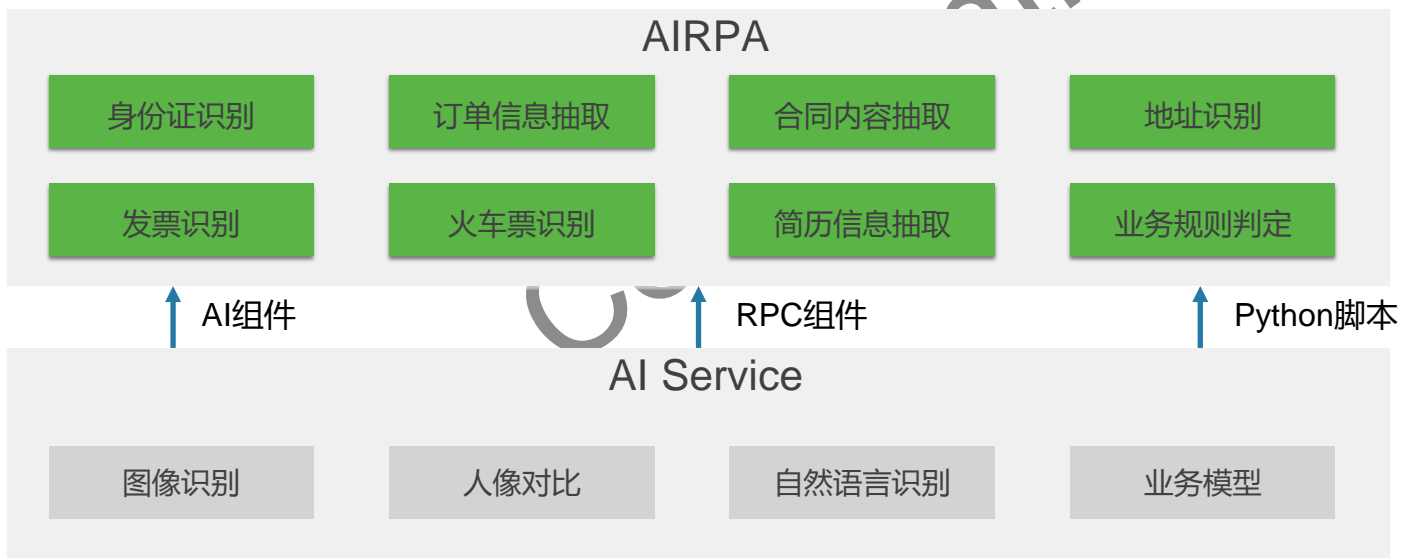 AIRPA
身份证识别 订单信息抽取 合同内容抽取 地址识别
发票识别 火车票识别 简历信息抽取 业务规则判定
AI组件 RPC组件 Python脚本
AI Service
图像识别 人像对比 自然语言识别 业务模型